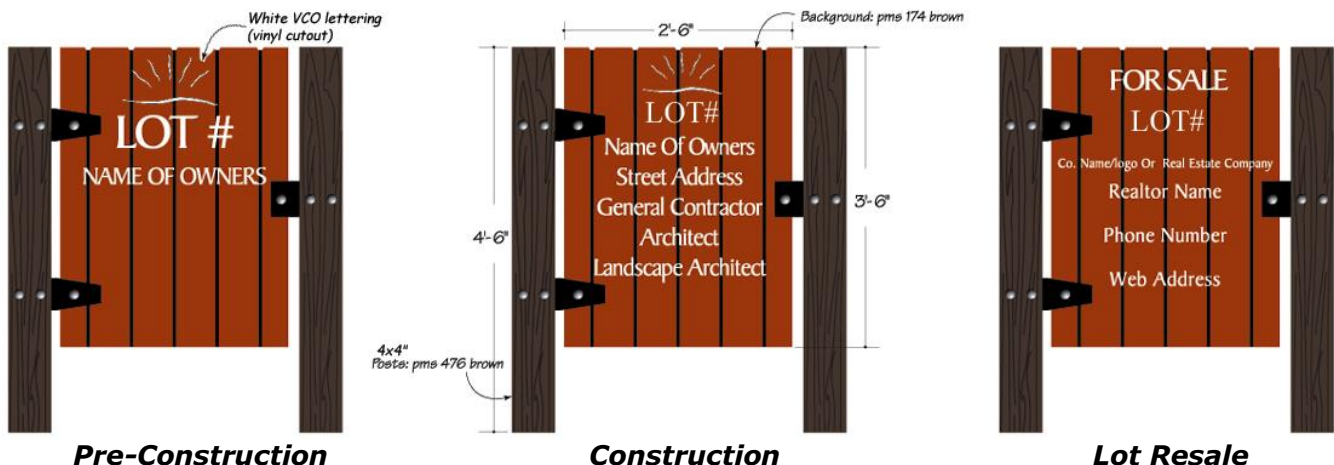 White VCO lettering
(vinyl cutout)
LOT #
NAME OF OWNERS
Pre-Construction
Background: pms 174 brown
2'-6"
LOT#
Name Of Owners
Street Address
General Contractor
Architect
Landscape Architect
3'-6"
4'-6"
4x4"
Posts: pms 476 brown
Construction
FOR SALE
LOT#
Co. Name/logo Or Real Estate Company
Realtor Name
Phone Number
Web Address
Lot Resale